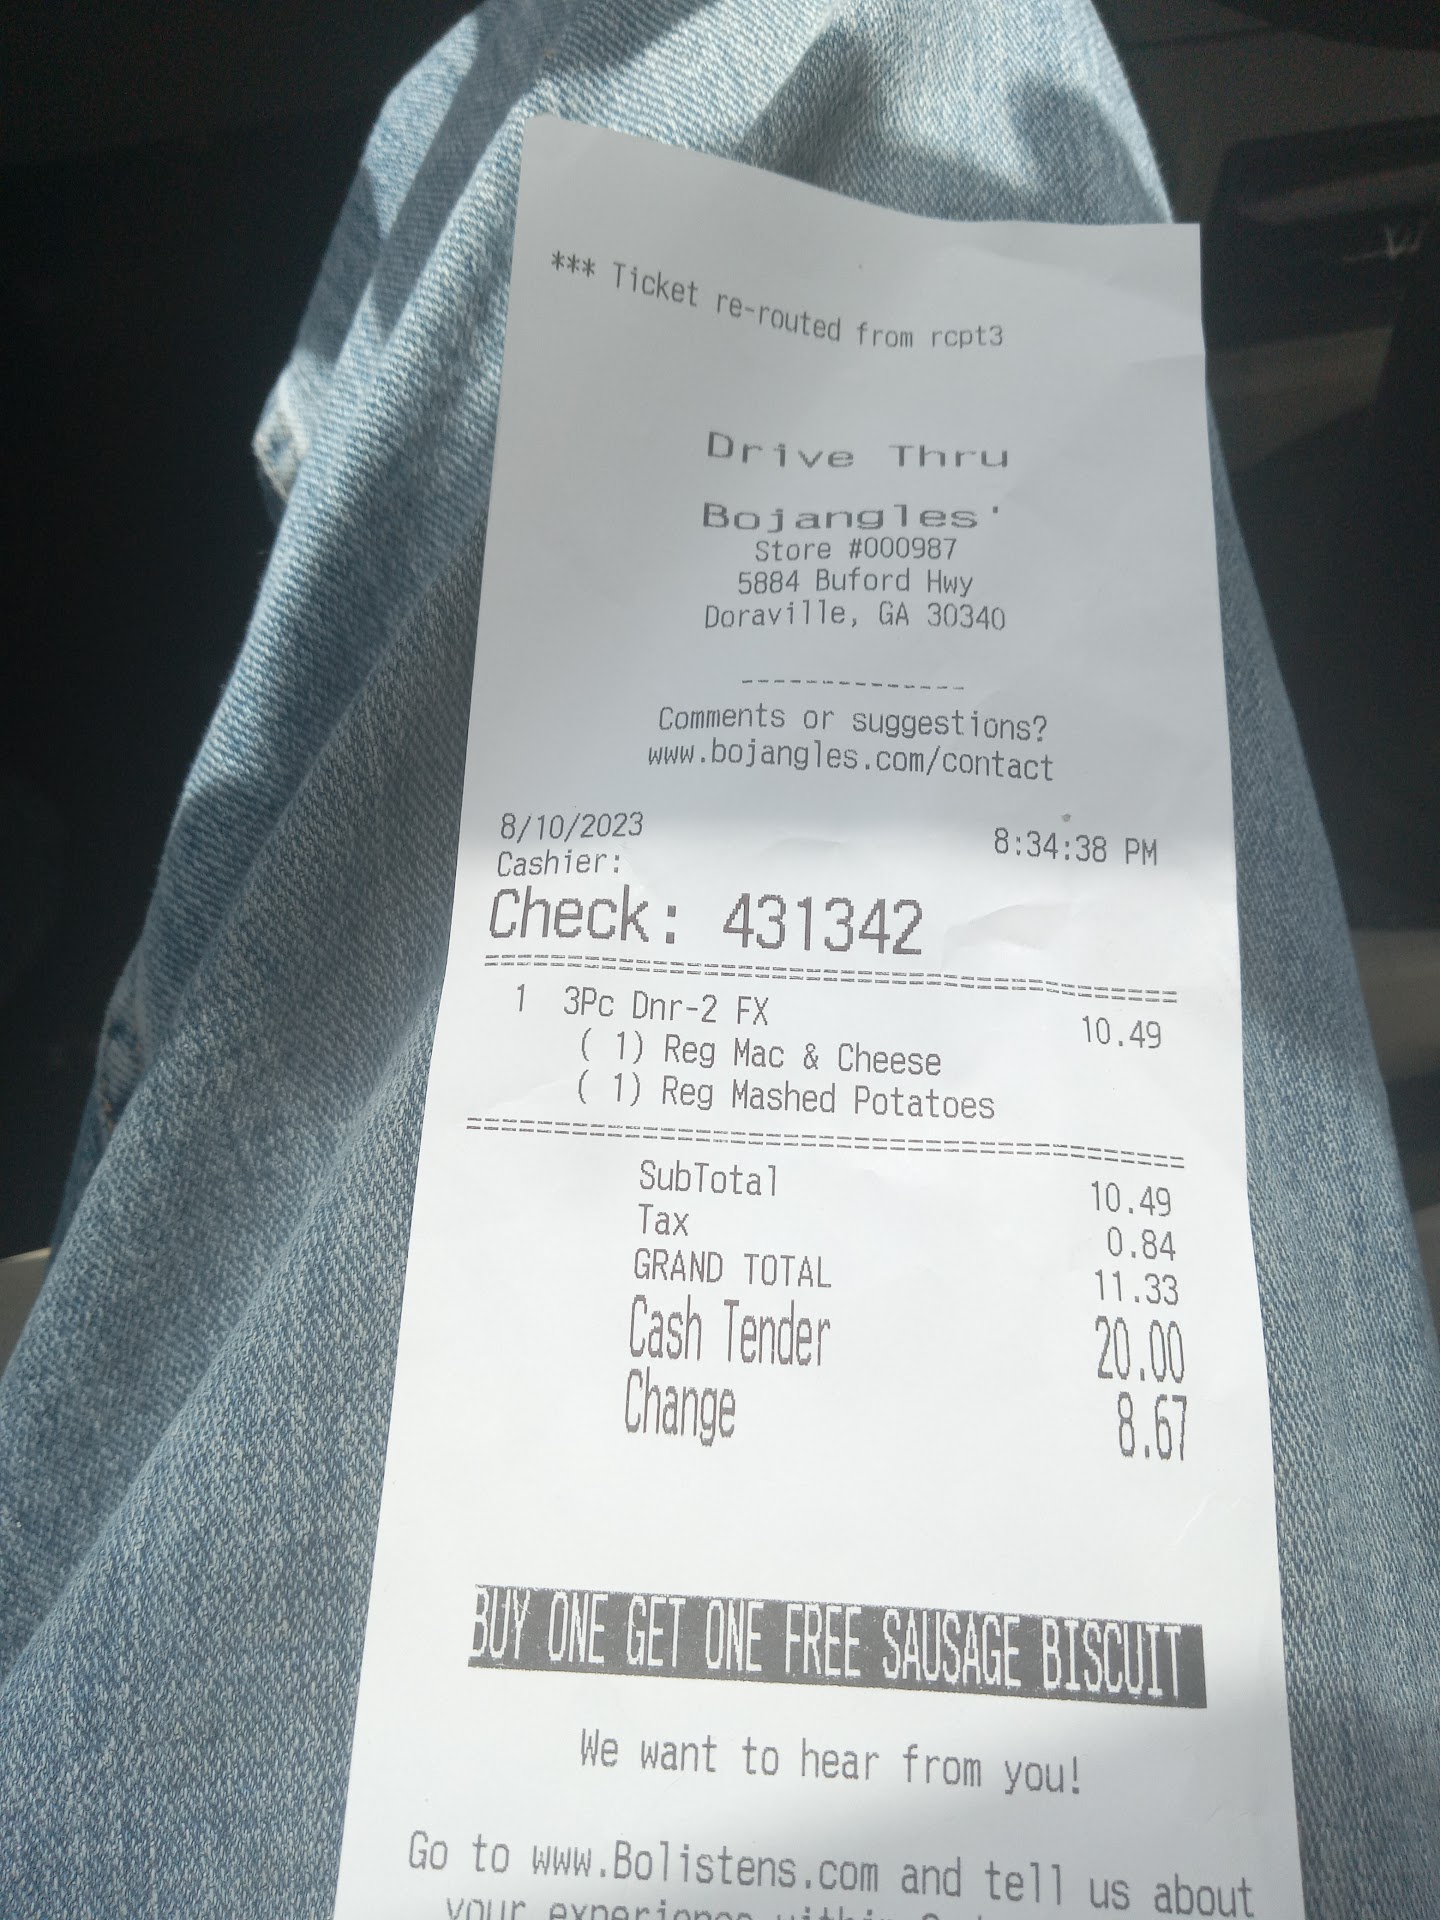 *** Ticket re-routed from rcpt3
Drive Thru
Bojangles'
Store #000987
5884 Buford Hwy
Doraville, GA 30340
--------------
Comments or suggestions?
www.bojangles.com/contact
8/10/2023 8:34:38 PM
Cashier:
Check: 431342
========================================
1 3Pc Dnr-2 FX 10.49
( 1) Reg Mac & Cheese
( 1) Reg Mashed Potatoes
========================================
SubTotal 10.49
Tax 0.84
GRAND TOTAL 11.33
Cash Tender 20.00
Change 8.67
BUY ONE GET ONE FREE SAUSAGE BISCUIT
We want to hear from you!
Go to www.Bolistens.com and tell us about
your experience within